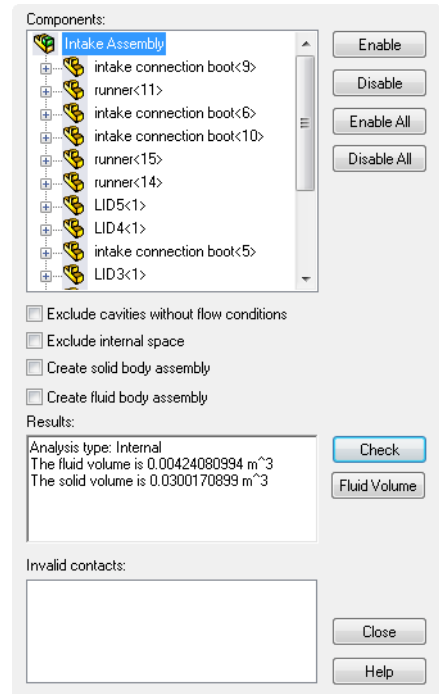 Components:
Intake Assembly
intake connection boot<9>
runner<11>
intake connection boot<6>
intake connection boot<10>
runner<15>
runner<14>
LID5<1>
LID4<1>
intake connection boot<5>
LID3<1>
Enable
Disable
Enable All
Disable All
Exclude cavities without flow conditions
Exclude internal space
Create solid body assembly
Create fluid body assembly
Results:
Analysis type: Internal
The fluid volume is 0.00424080994 m^3
The solid volume is 0.0300170899 m^3
Check
Fluid Volume
Invalid contacts:
Close
Help